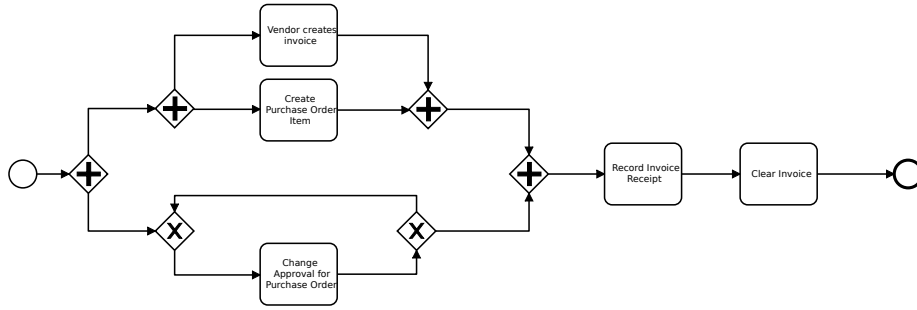 Vendor creates
invoice
Create
Purchase Order
Item
Record Invoice
Receipt
Clear Invoice
X
X
Change
Approval for
Purchase Order